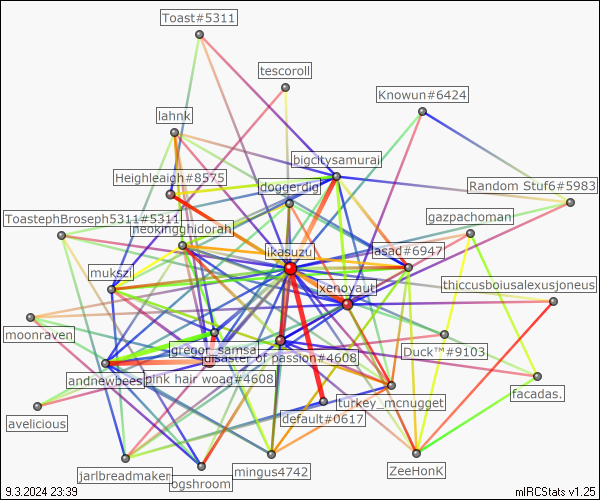 Toast#5311
tescoroll
Knowun#6424
lahnk
bigcitysamurai
Heighleaigh#8575
doggerdig
Random Stuf6#5983
ToastephBroseph5311#5311
gazpachoman
neokingghidorah
ikasuzu
asad#6947
mukszi
xenoyaut
thiccusboiusalexusjoneus
moonraven
gregor_samsa
Duck™#9103
disaster of passion#4608
andnewbees
pink hair woag#4608
facadas.
turkey_mcnugget
avelicious
default#0617
jarlbreadmaker
mingus4742
ZeeHonK
ogshroom
9.3.2024 23:39
mIRCStats v1.25